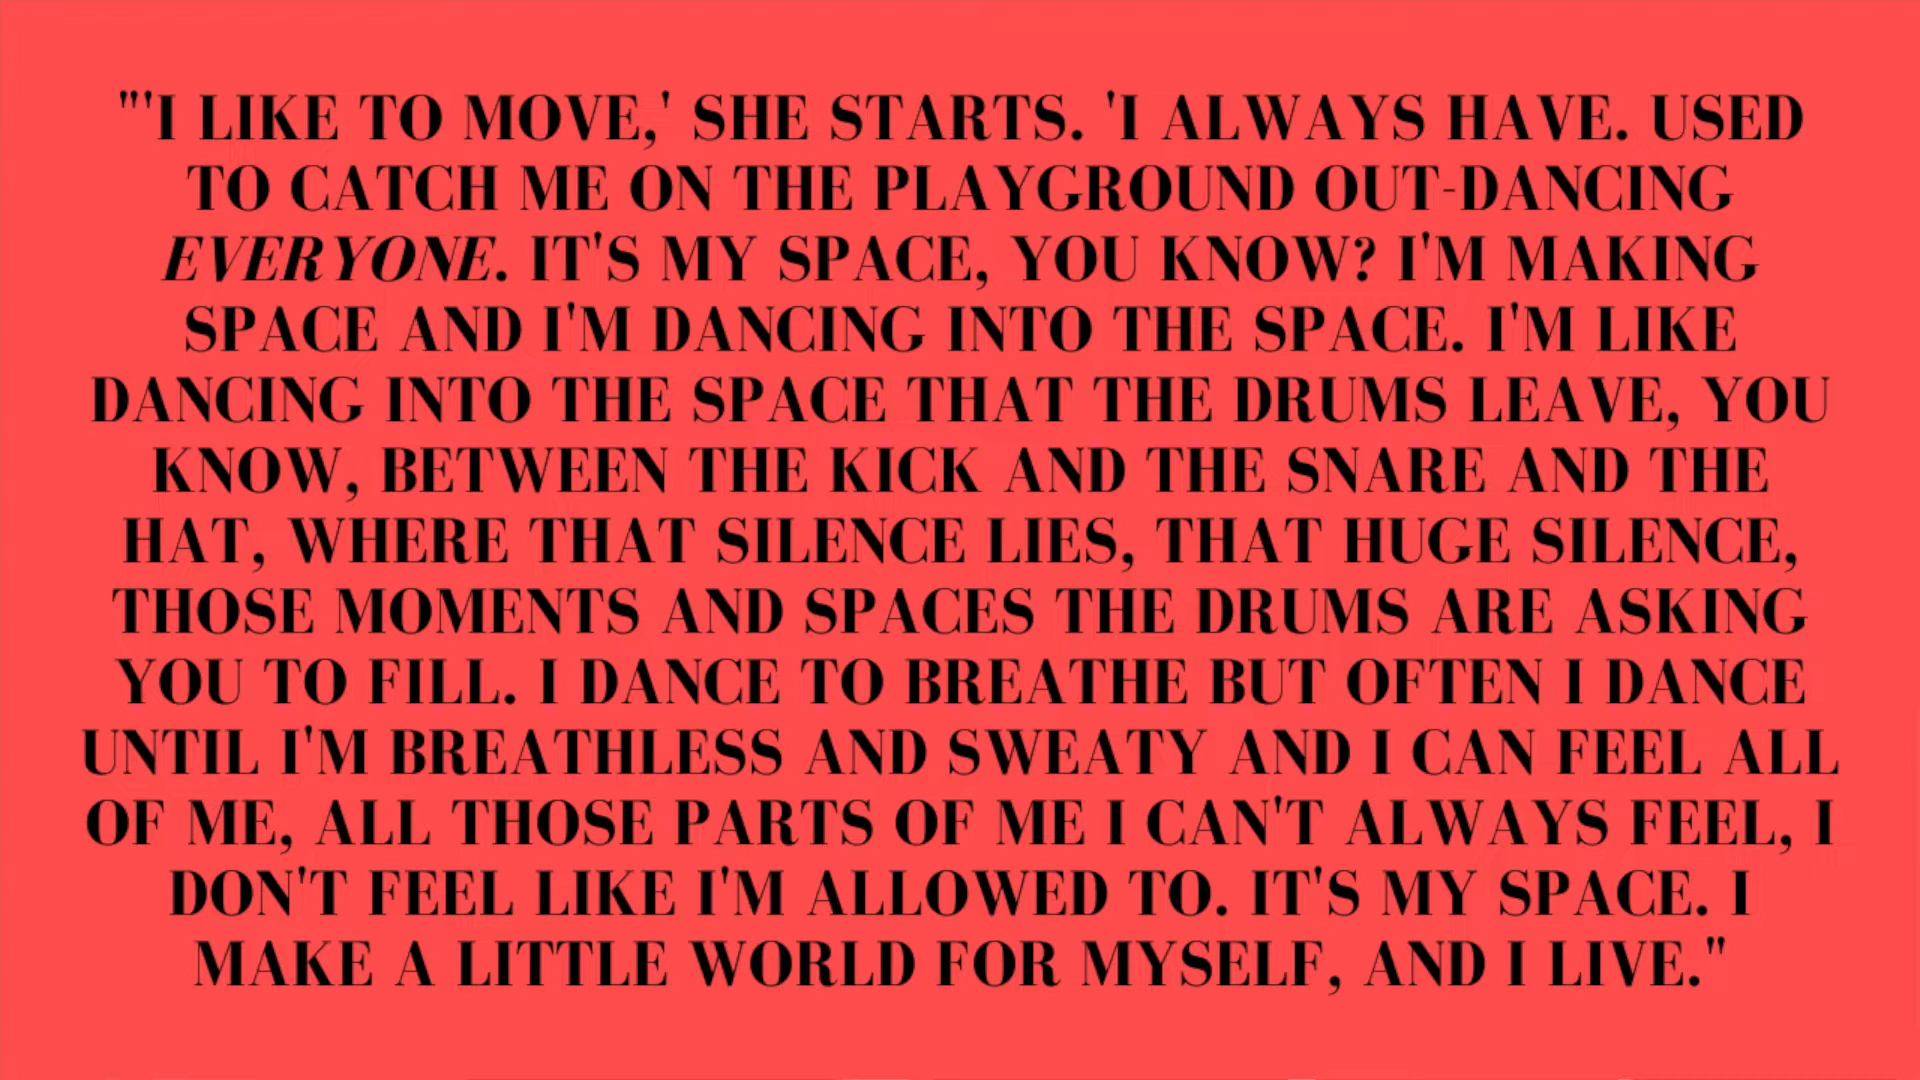 "'I LIKE TO MOVE,' SHE STARTS. 'I ALWAYS HAVE. USED
TO CATCH ME ON THE PLAYGROUND OUT-DANCING
EVERYONE. IT'S MY SPACE, YOU KNOW? I'M MAKING
SPACE AND I'M DANCING INTO THE SPACE. I'M LIKE
DANCING INTO THE SPACE THAT THE DRUMS LEAVE, YOU
KNOW, BETWEEN THE KICK AND THE SNARE AND THE
HAT, WHERE THAT SILENCE LIES, THAT HUGE SILENCE,
THOSE MOMENTS AND SPACES THE DRUMS ARE ASKING
YOU TO FILL. I DANCE TO BREATHE BUT OFTEN I DANCE
UNTIL I'M BREATHLESS AND SWEATY AND I CAN FEEL ALL
OF ME, ALL THOSE PARTS OF ME I CAN'T ALWAYS FEEL, I
DON'T FEEL LIKE I'M ALLOWED TO. IT'S MY SPACE. I
MAKE A LITTLE WORLD FOR MYSELF, AND I LIVE."